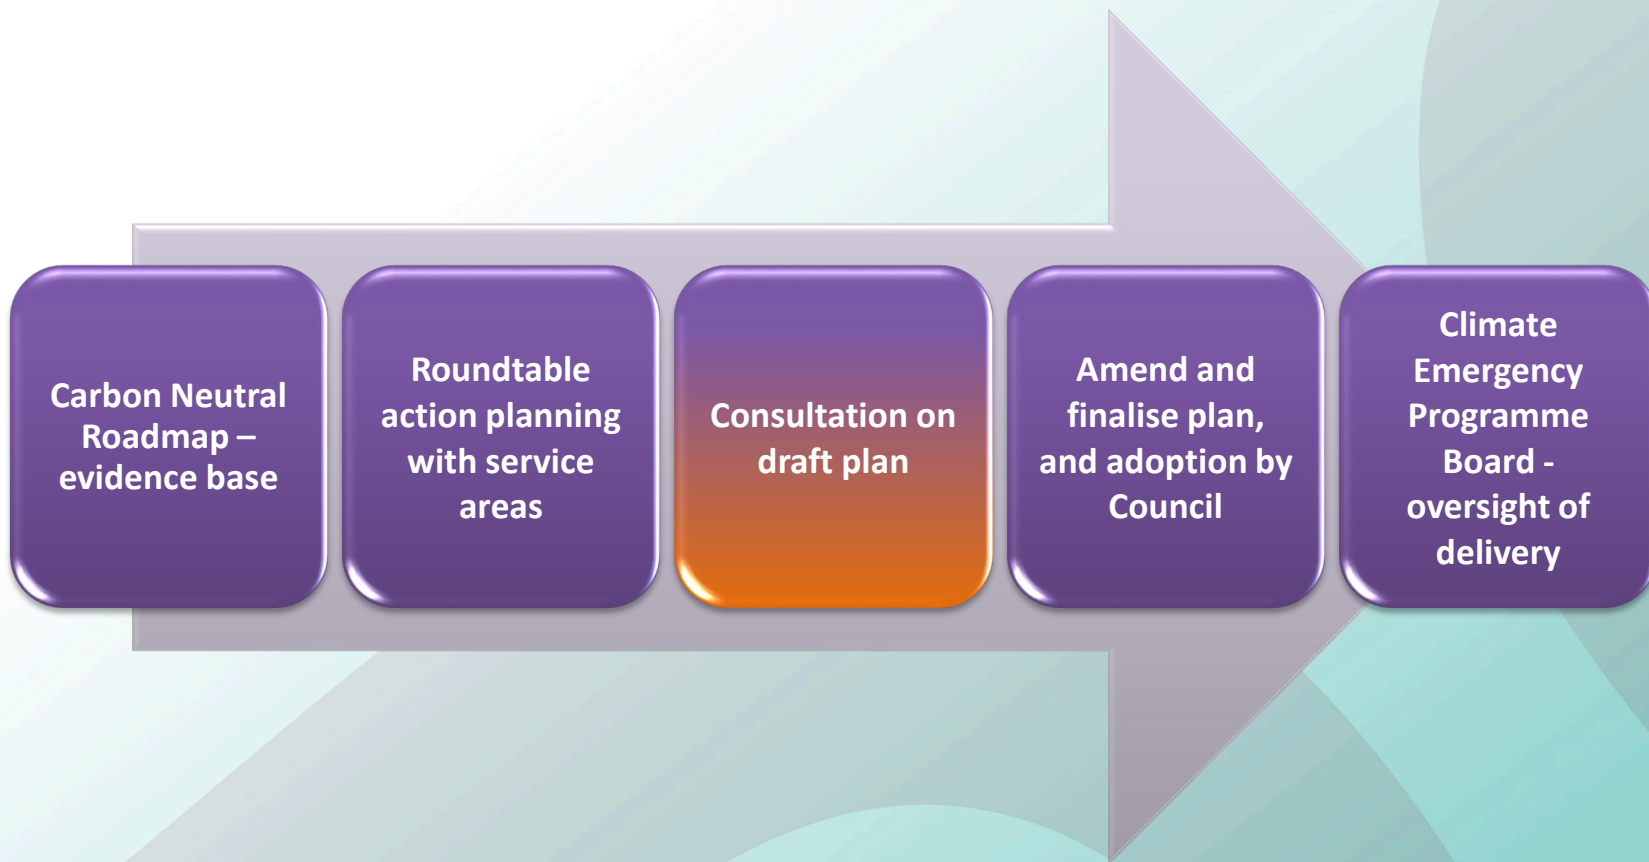 Carbon Neutral
Roadmap –
evidence base
Roundtable
action planning
with service
areas
Consultation on
draft plan
Amend and
finalise plan,
and adoption by
Council
Climate
Emergency
Programme
Board -
oversight of
delivery